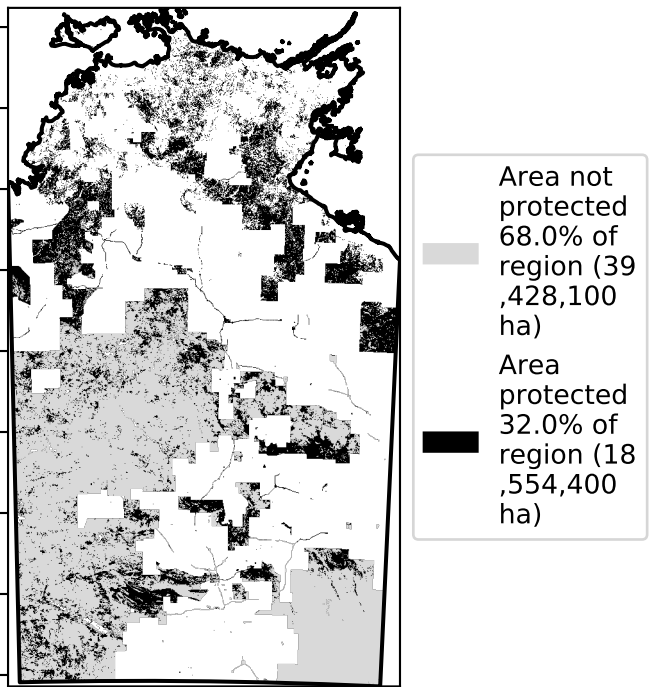 Area not
protected
68.0% of
region (39
,428,100
ha)
Area
protected
32.0% of
region (18
,554,400
ha)